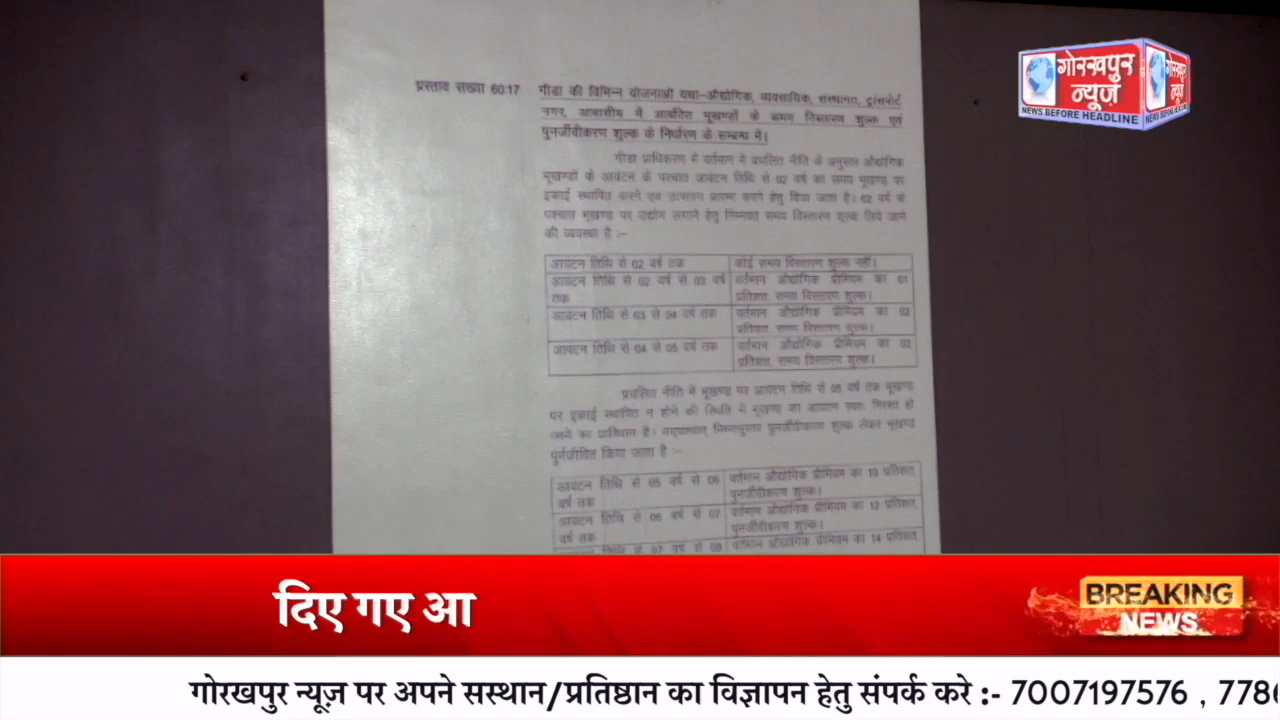 गोरखपुर
न्यूज़
NEWS BEFORE HEADLINE
प्रस्ताव सख्या 60:17
गीडा की विभिन्न योजनाओं यथा-औद्योगिक, व्यवसायिक, संस्थागत, ट्रांसपोर्ट
नगर, आवासीय में आवंटित भूखण्डों के समय विस्तारण शुल्क एवं
पुनर्जीवीकरण शुल्क के निर्धारण के सम्बन्ध में।
गीडा प्राधिकरण में वर्तमान में प्रचलित नीति के अनुसार औद्योगिक
भूखण्डों के आवंटन के पश्चात आवंटन तिथि से 02 वर्ष का समय भूखण्ड पर
इकाई स्थापित करने एवं उत्पादन प्रारम्भ करने हेतु दिया जाता है। 02 वर्ष के
पश्चात भूखण्ड पर उद्योग लगाने हेतु निम्नवत् समय विस्तारण शुल्क लिये जाने
की व्यवस्था है :-
आवंटन तिथि से 02 वर्ष तक
कोई समय विस्तारण शुल्क नहीं।
आवंटन तिथि से 02 वर्ष से 03 वर्ष
तक
वर्तमान औद्योगिक प्रीमियम का 01
प्रतिशत, समय विस्तारण शुल्क।
आवंटन तिथि से 03 से 04 वर्ष तक
वर्तमान औद्योगिक प्रीमियम का 02
प्रतिशत, समय विस्तारण शुल्क।
आवंटन तिथि से 04 से 05 वर्ष तक
वर्तमान औद्योगिक प्रीमियम का 03
प्रतिशत, समय विस्तारण शुल्क।
प्रचलित नीति में भूखण्ड पर आवंटन तिथि से 05 वर्ष तक भूखण्ड
पर इकाई स्थापित न होने की स्थिति में भूखण्ड का आवंटन स्वतः निरस्त हो
जाने का प्राविधान है। तद्पश्चात् निम्नानुसार पुनर्जीवीकरण शुल्क लेकर भूखण्ड
पुर्नजीवित किया जाता है :-
आवंटन तिथि से 05 वर्ष से 06
वर्ष तक
वर्तमान औद्योगिक प्रीमियम का 10 प्रतिशत,
पुनर्जीवीकरण शुल्क।
आवंटन तिथि से 06 वर्ष से 07
वर्ष तक
वर्तमान औद्योगिक प्रीमियम का 12 प्रतिशत,
पुनर्जीवीकरण शुल्क।
तिथि से 07 वर्ष से 08
वर्तमान औद्योगिक प्रीमियम का 14 प्रतिशत,
दिए गए आ
BREAKING
NEWS
गोरखपुर न्यूज़ पर अपने सस्थान/प्रतिष्ठान का विज्ञापन हेतु संपर्क करे :- 7007197576 , 778